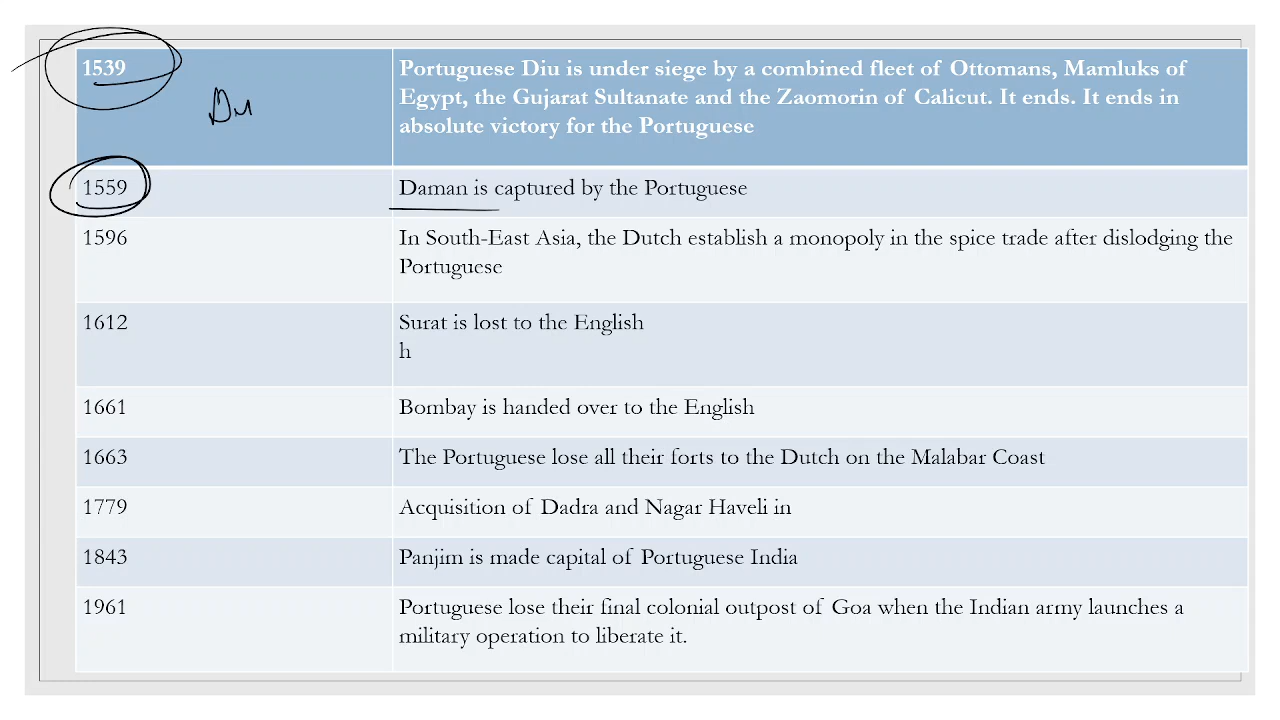 1539
Portuguese Diu is under siege by a combined fleet of Ottomans, Mamluks of
Egypt, the Gujarat Sultanate and the Zaomorin of Calicut. It ends. It ends in
absolute victory for the Portuguese
Du
1559
Daman is captured by the Portuguese
1596
In South-East Asia, the Dutch establish a monopoly in the spice trade after dislodging the
Portuguese
1612
Surat is lost to the English
h
1661
Bombay is handed over to the English
1663
The Portuguese lose all their forts to the Dutch on the Malabar Coast
1779
Acquisition of Dadra and Nagar Haveli in
1843
Panjim is made capital of Portuguese India
1961
Portuguese lose their final colonial outpost of Goa when the Indian army launches a
military operation to liberate it.